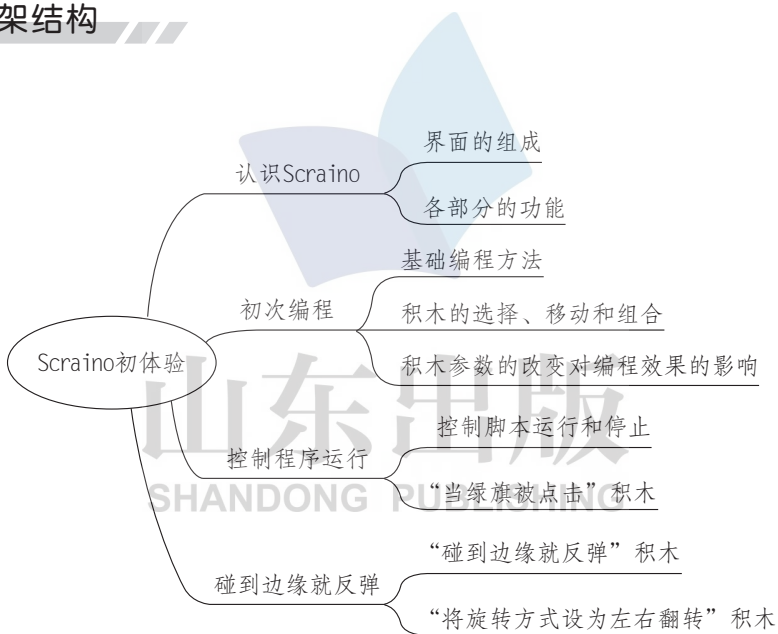 架结构
界面的组成
认识Scraino
各部分的功能
基础编程方法
初次编程
积木的选择、移动和组合
Scraino初体验
积木参数的改变对编程效果的影响
山东出版
SHANDONG PUBLISHING
控制脚本运行和停止
控制程序运行
“当绿旗被点击”积木
“碰到边缘就反弹”积木
碰到边缘就反弹
“将旋转方式设为左右翻转”积木